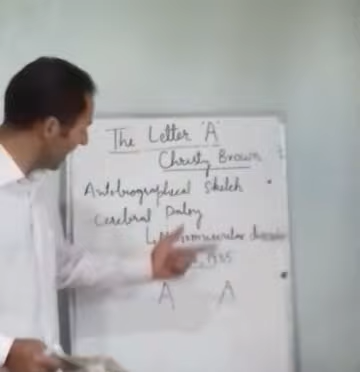 The Letter 'A'
Christy Brown
Autobiographical Sketch
Cerebral Palsy
A A